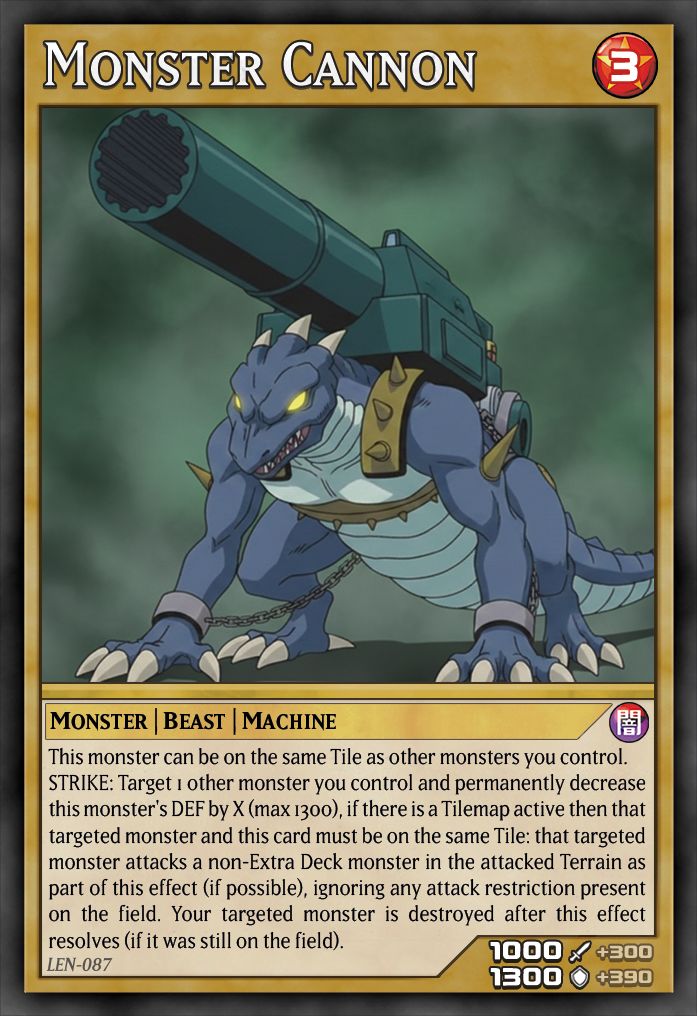 Monster Cannon
3
Monster | Beast | Machine
闇
This monster can be on the same Tile as other monsters you control.
STRIKE: Target 1 other monster you control and permanently decrease
this monster's DEF by X (max 1300), if there is a Tilemap active then that
targeted monster and this card must be on the same Tile: that targeted
monster attacks a non-Extra Deck monster in the attacked Terrain as
part of this effect (if possible), ignoring any attack restriction present
on the field. Your targeted monster is destroyed after this effect
resolves (if it was still on the field).
LEN-087
1000 +300
1300 +390